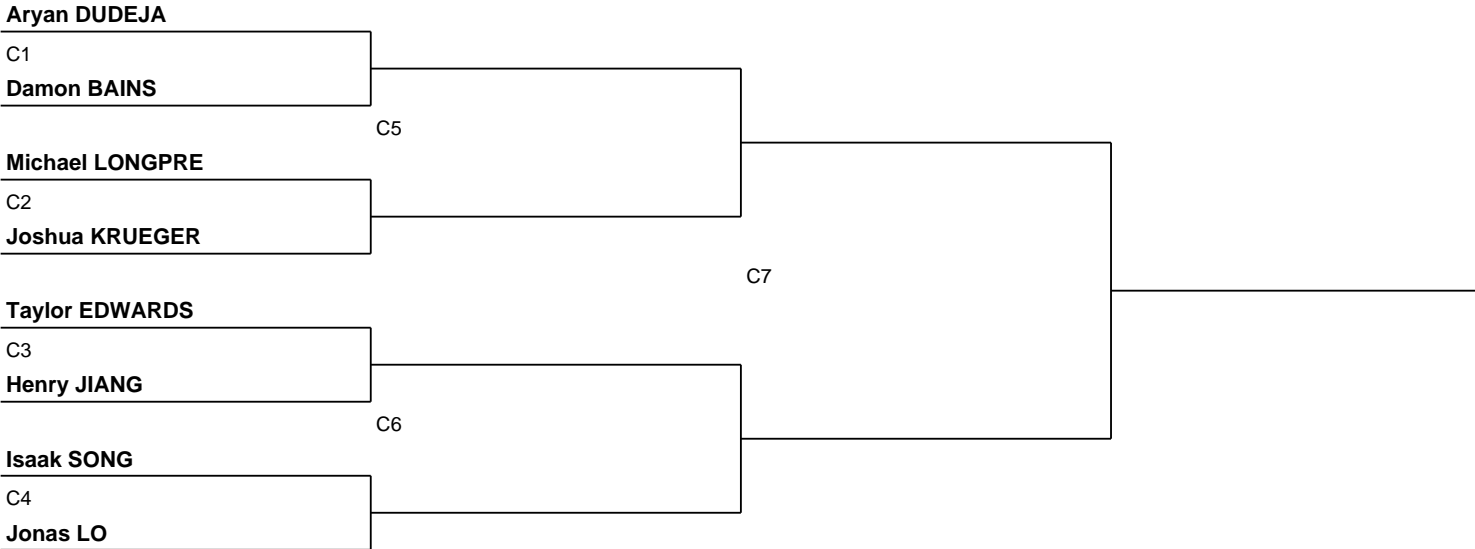 Aryan DUDEJA
C1
Damon BAINS
C5
Michael LONGPRE
C2
Joshua KRUEGER
C7
Taylor EDWARDS
C3
Henry JIANG
C6
Isaak SONG
C4
Jonas LO